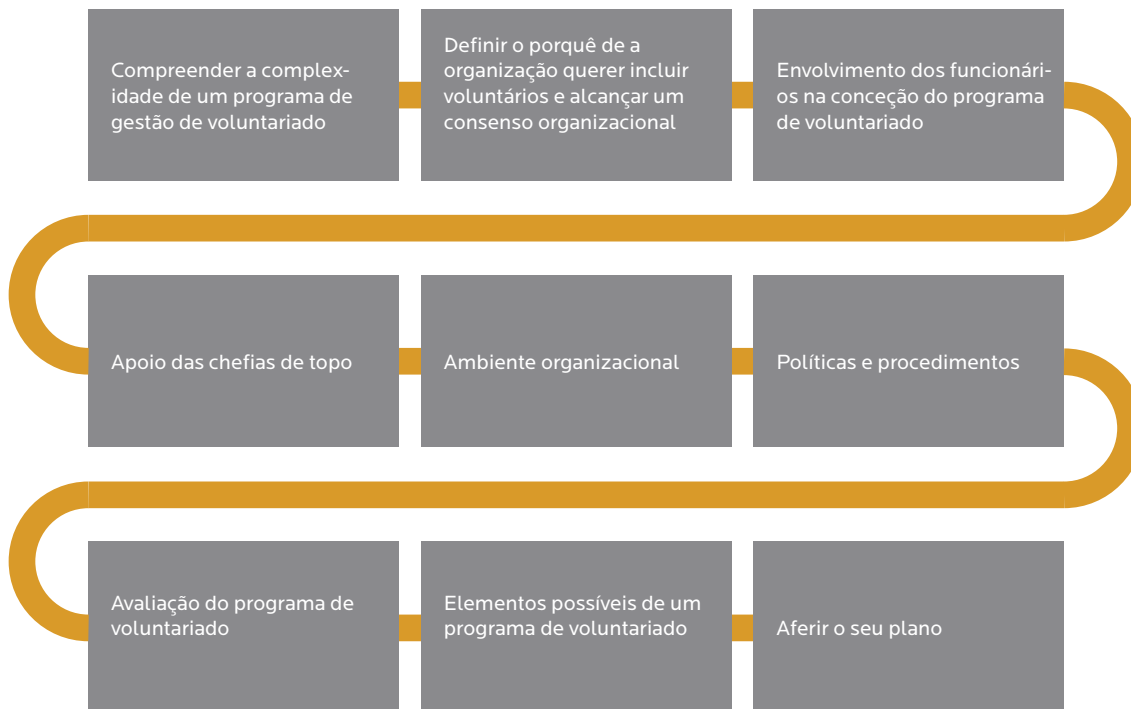 Compreender a complex-
idade de um programa de
gestão de voluntariado
Definir o porquê de a
organização querer incluir
voluntários e alcançar um
consenso organizacional
Envolvimento dos funcionári-
os na conceção do programa
de voluntariado
Apoio das chefias de topo
Ambiente organizacional
Políticas e procedimentos
Avaliação do programa de
voluntariado
Elementos possíveis de um
programa de voluntariado
Aferir o seu plano